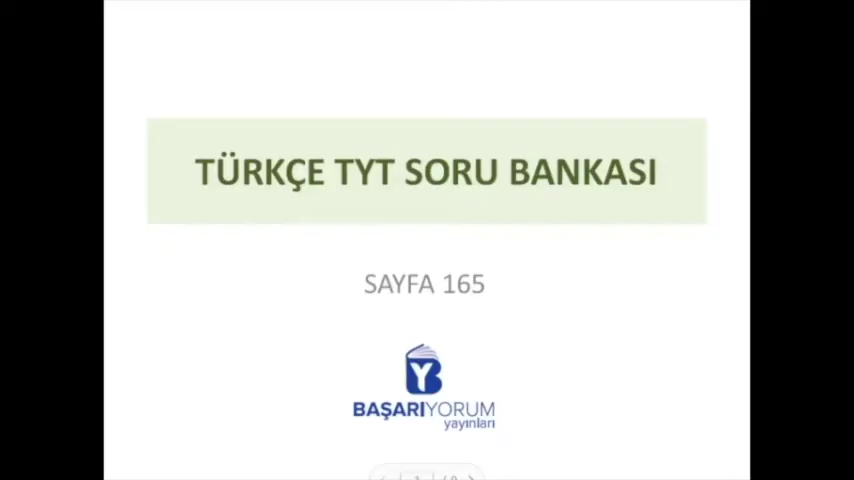 TÜRKÇE TYT SORU BANKASI
SAYFA 165
BAŞARIYORUM
yayınları